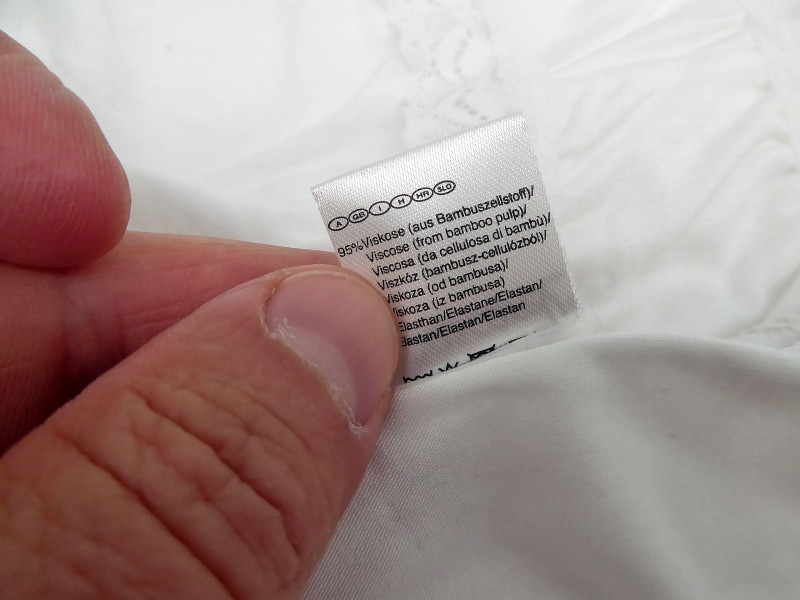 A GB I H HR SLO
95% Viskose (aus Bambuszellstoff)/
Viscose (from bamboo pulp)/
Viscosa (da cellulosa di bambù)/
Viszkóz (bambusz-cellulózból)/
Viskoza (od bambusa)/
Viskoza (iz bambusa)
Elasthan/Elastane/Elastan/
Elastan/Elastan/Elastan